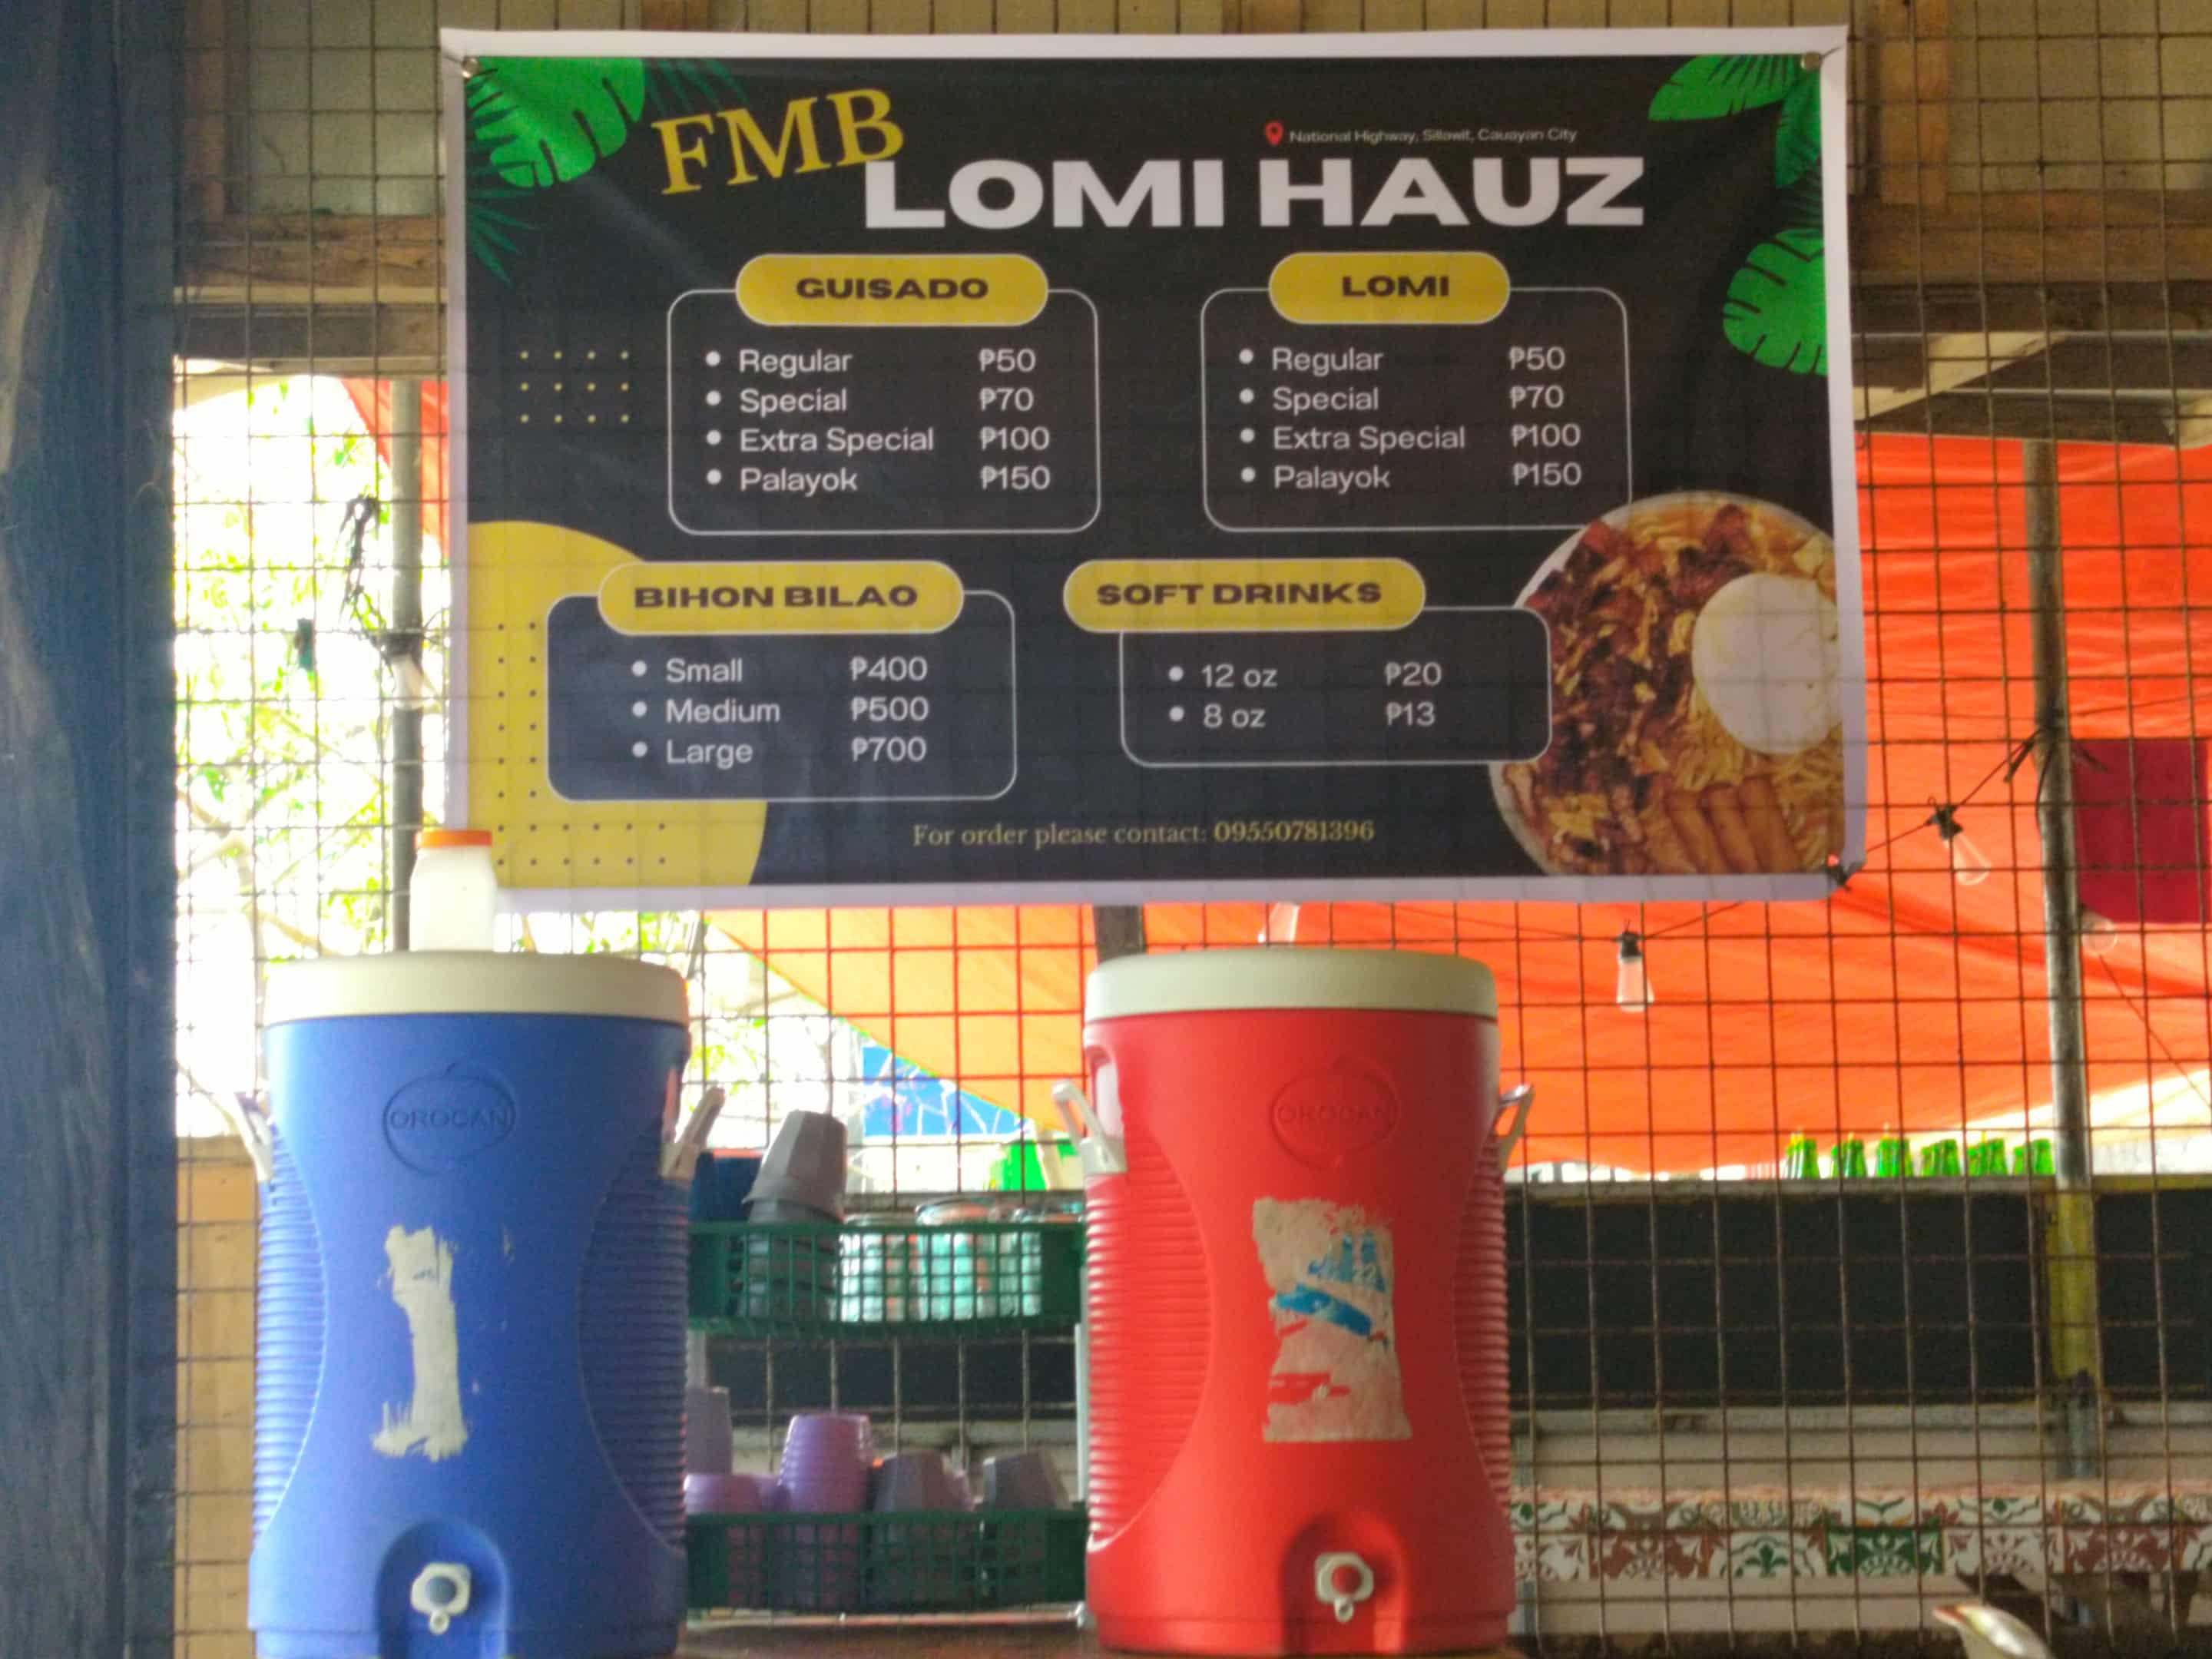 FMB
National Highway, Sillawit, Cauayan City
LOMI HAUZ
GUISADO
Regular ₱50
Special ₱70
Extra Special ₱100
Palayok ₱150
LOMI
Regular ₱50
Special ₱70
Extra Special ₱100
Palayok ₱150
BIHON BILAO
Small ₱400
Medium ₱500
Large ₱700
SOFT DRINKS
12 oz ₱20
8 oz ₱13
For order please contact: 09550781396
OROCAN
OROCAN